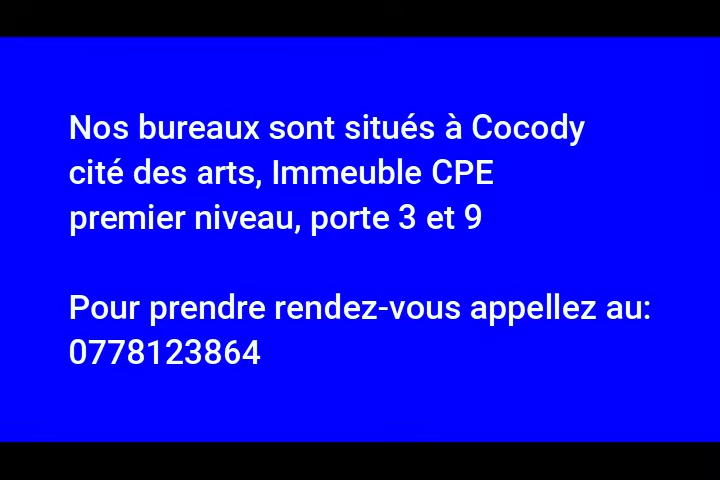 Nos bureaux sont situés à Cocody
cité des arts, Immeuble CPE
premier niveau, porte 3 et 9
Pour prendre rendez-vous appellez au:
0778123864